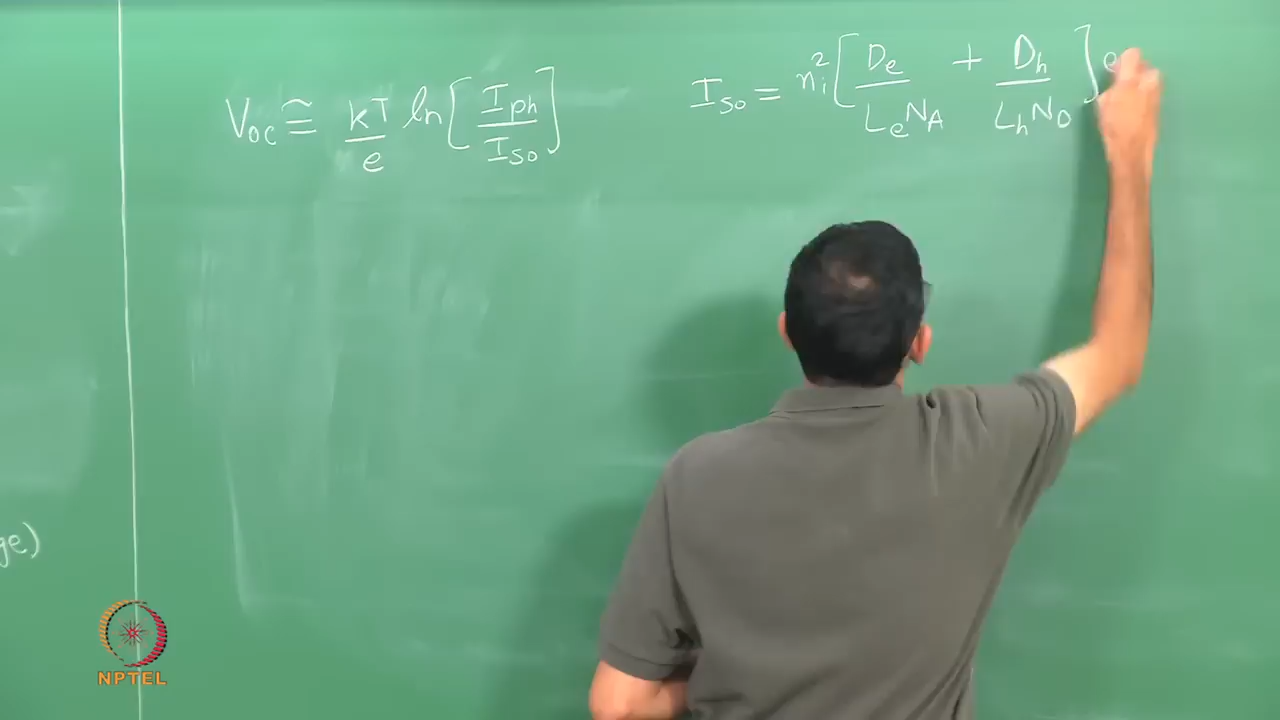 V_OC ≅ kT/e ln[I_ph/I_so]
I_so = n_i^2 [D_e/(L_e N_A) + D_h/(L_h N_D)] e
ge)
NPTEL